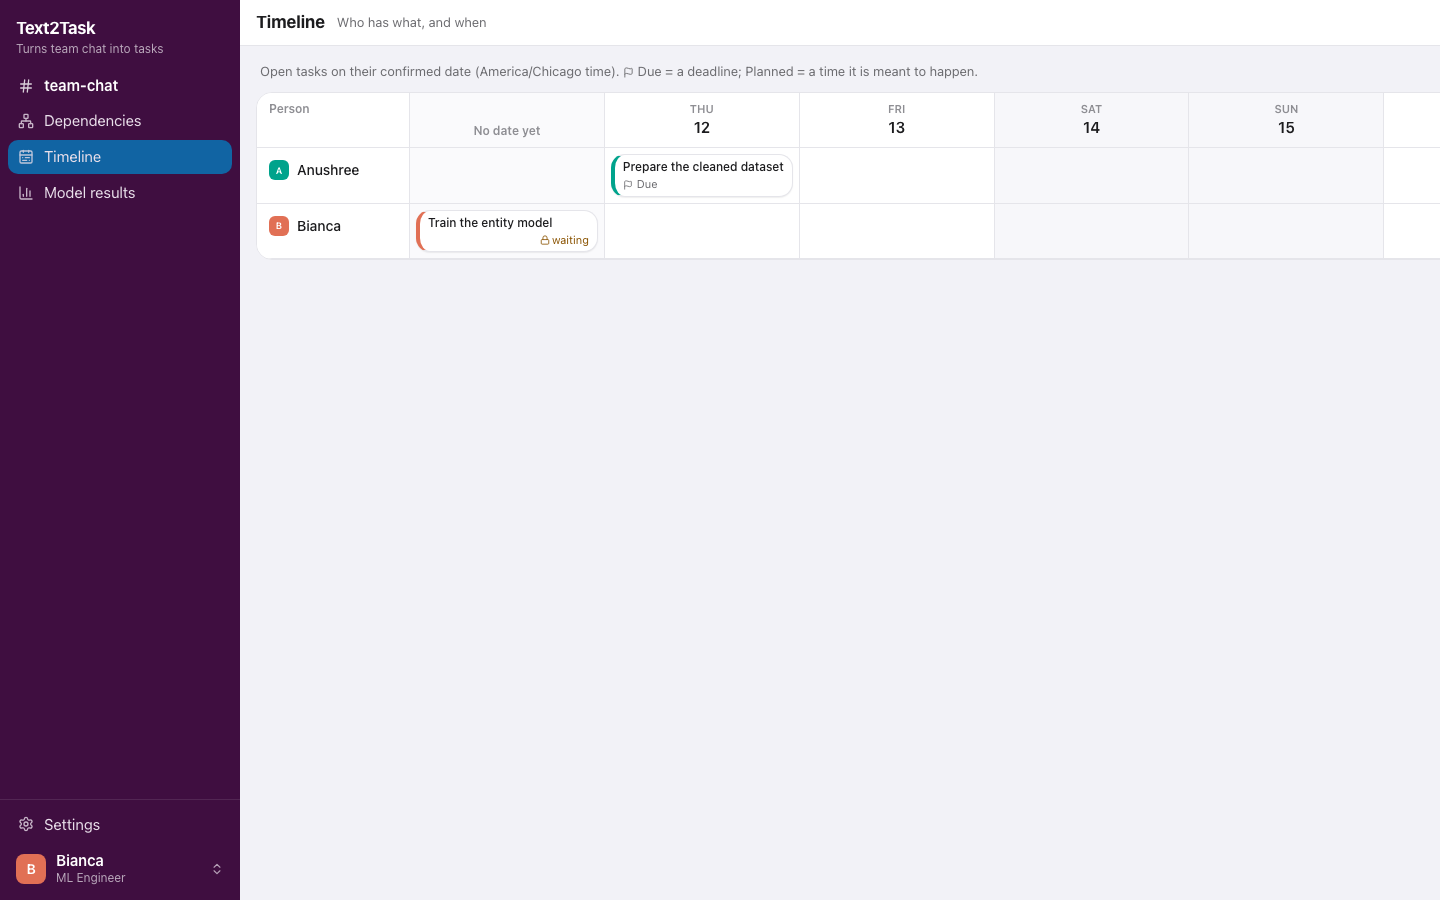 Text2Task
Turns team chat into tasks
team-chat
Dependencies
Timeline
Model results
Settings
B
Bianca
ML Engineer
Timeline Who has what, and when
Open tasks on their confirmed date (America/Chicago time). Due = a deadline; Planned = a time it is meant to happen.
Person
No date yet
THU
12
FRI
13
SAT
14
SUN
15
A Anushree
Prepare the cleaned dataset
Due
B Bianca
Train the entity model
waiting